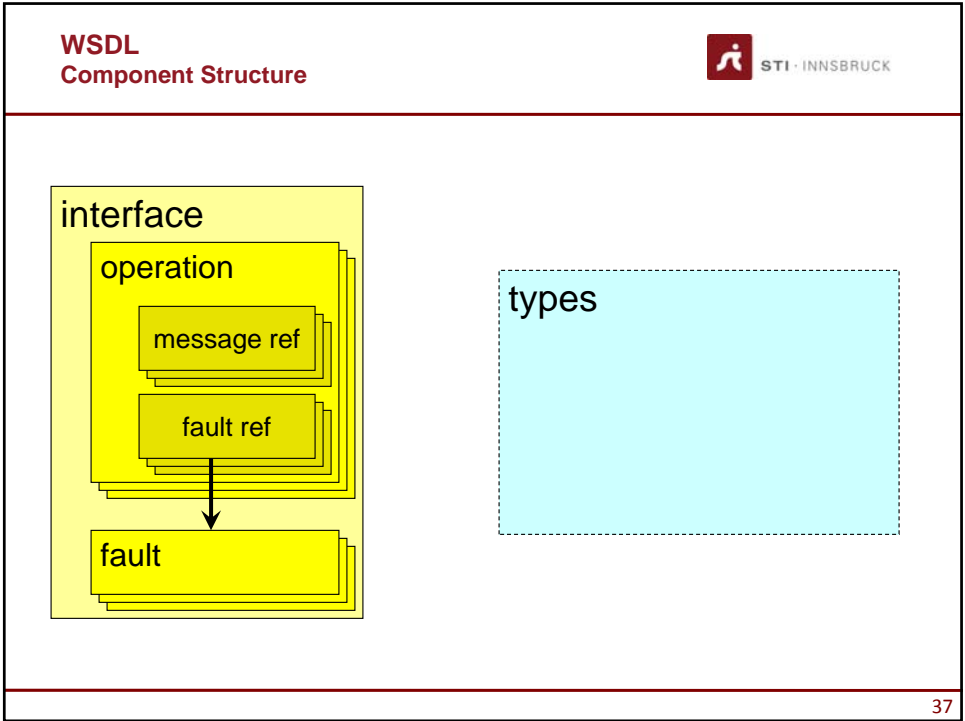 WSDL
Component Structure
STI · INNSBRUCK
interface
operation
message ref
fault ref
fault
types
37